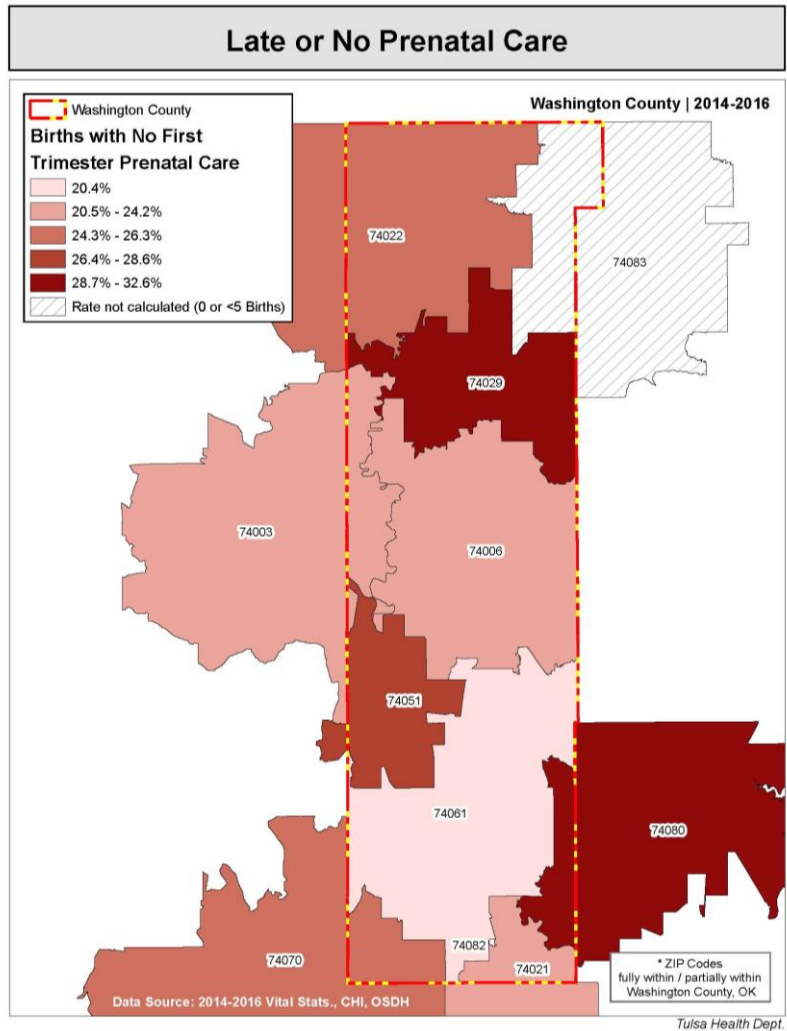 Late or No Prenatal Care
Washington County | 2014-2016
Washington County
Births with No First
Trimester Prenatal Care
20.4%
20.5% - 24.2%
24.3% - 26.3%
26.4% - 28.6%
28.7% - 32.6%
Rate not calculated (0 or <5 Births)
74022
74083
74029
74003
74006
74051
74061
74080
74082
74070
74021
* ZIP Codes
fully within / partially within
Washington County, OK
Data Source: 2014-2016 Vital Stats., CHI, OSDH
Tulsa Health Dept.